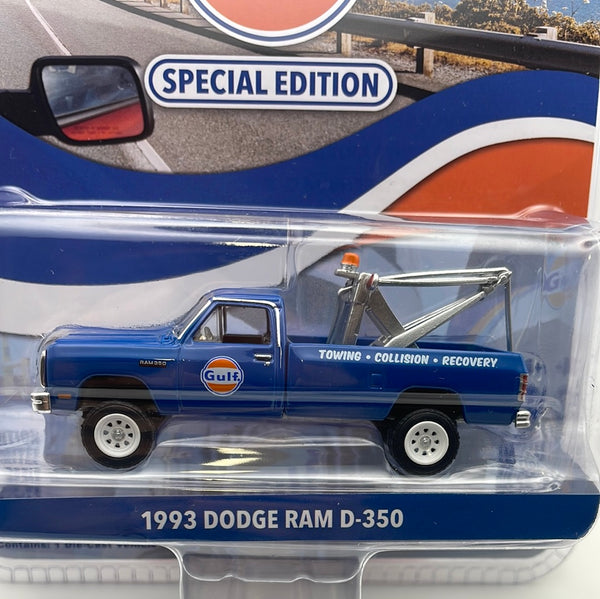 SPECIAL EDITION
RAM 350
Gulf
TOWING • COLLISION • RECOVERY
1993 DODGE RAM D-350